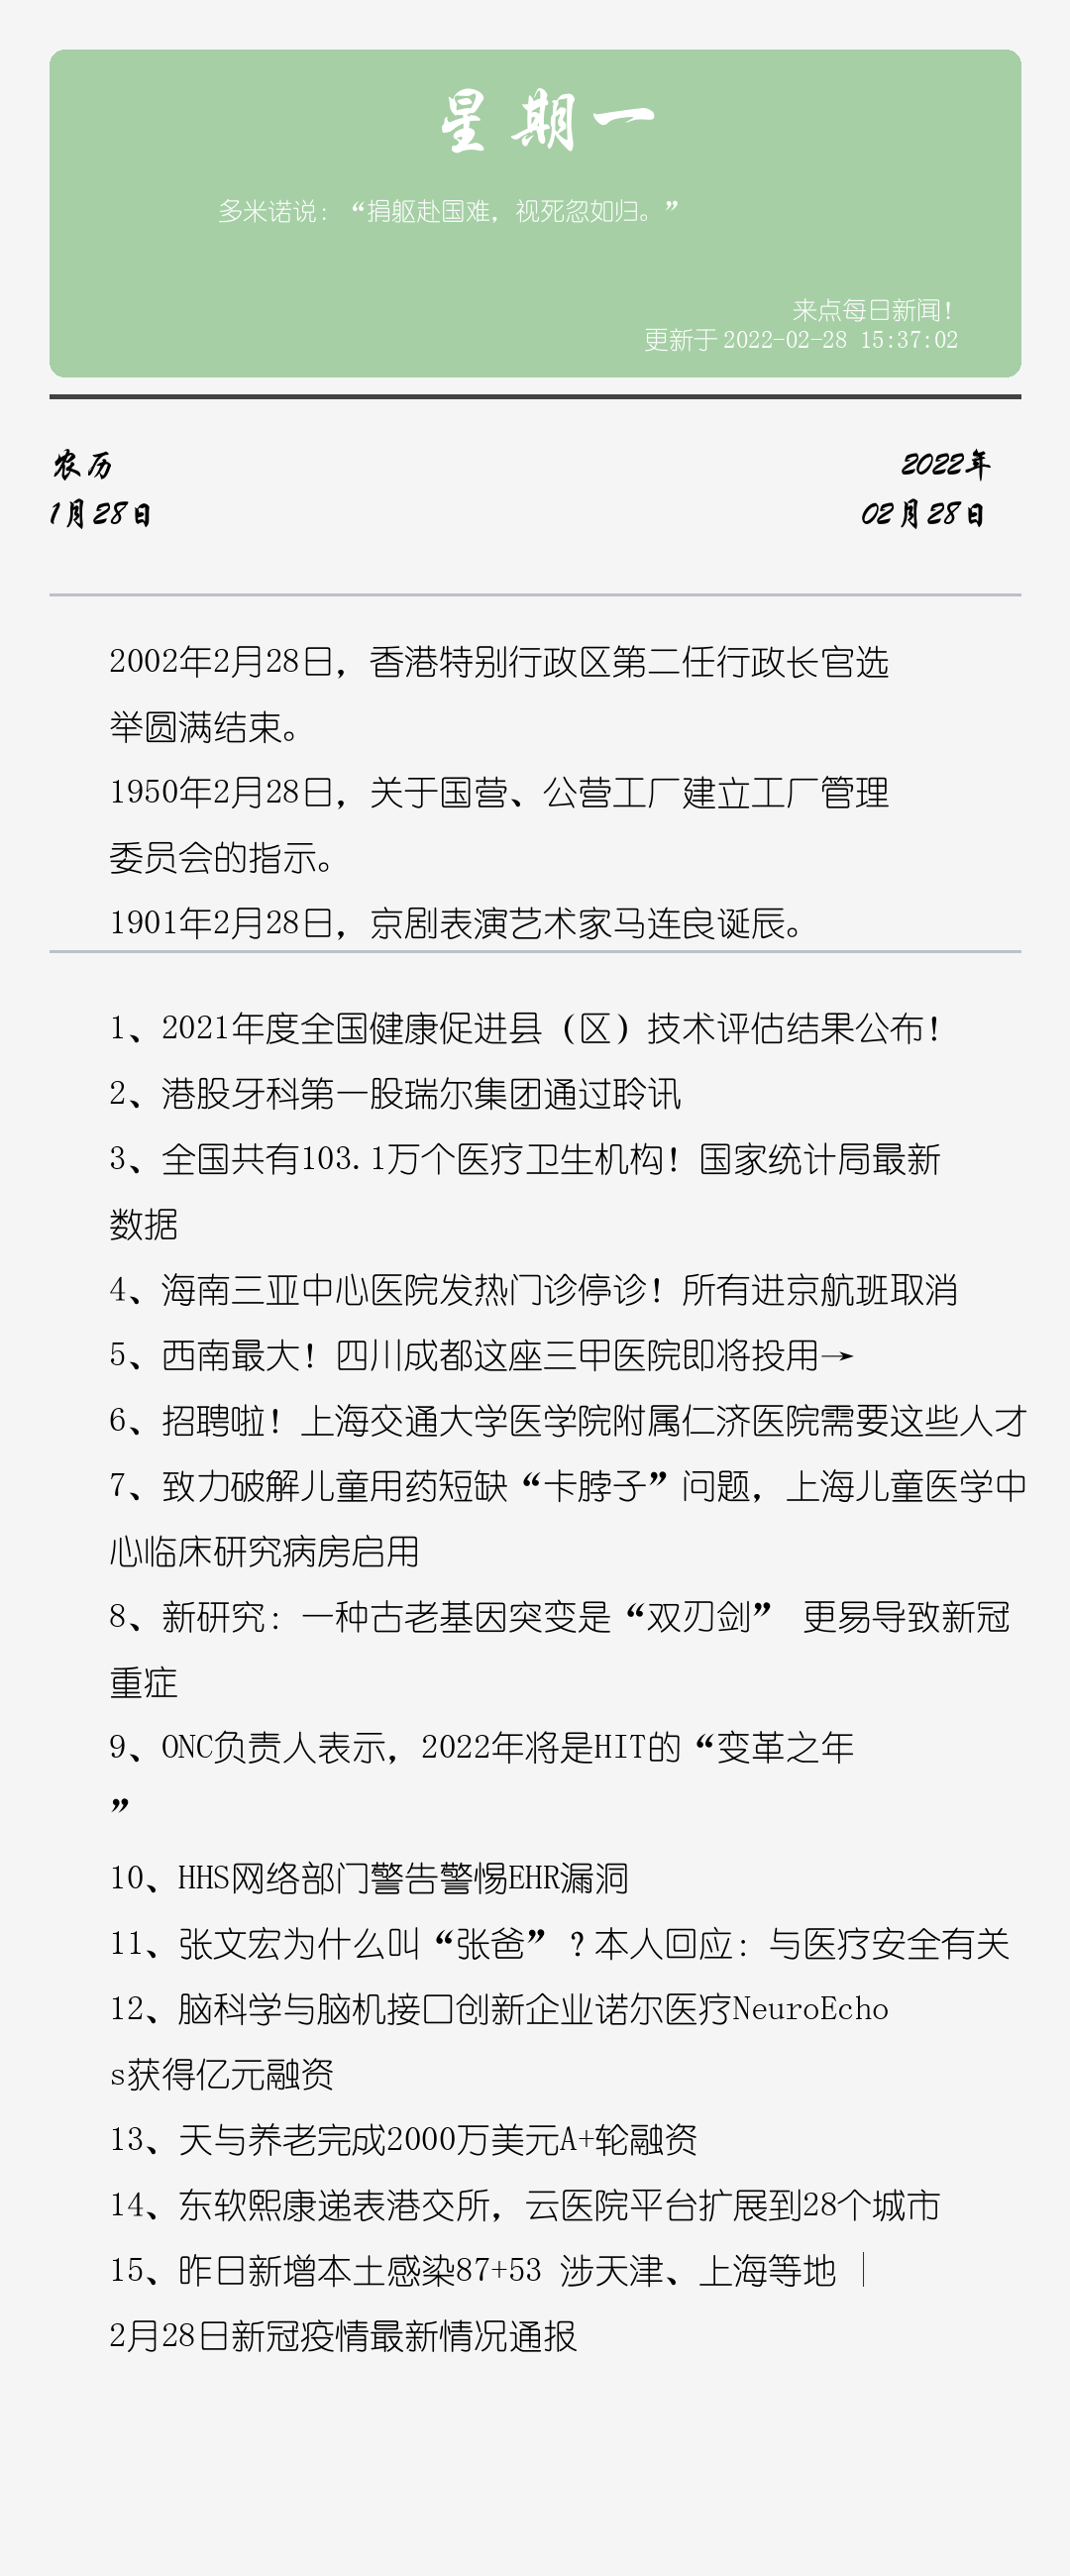 星期一
多米诺说：“捐躯赴国难，视死忽如归。”
来点每日新闻！
更新于 2022-02-28 15:37:02
农历
2022年
1月28日
02月28日
2002年2月28日，香港特别行政区第二任行政长官选
举圆满结束。
1950年2月28日，关于国营、公营工厂建立工厂管理
委员会的指示。
1901年2月28日，京剧表演艺术家马连良诞辰。
1、2021年度全国健康促进县（区）技术评估结果公布！
2、港股牙科第一股瑞尔集团通过聆讯
3、全国共有103.1万个医疗卫生机构！国家统计局最新
数据
4、海南三亚中心医院发热门诊停诊！所有进京航班取消
5、西南最大！四川成都这座三甲医院即将投用→
6、招聘啦！上海交通大学医学院附属仁济医院需要这些人才
7、致力破解儿童用药短缺“卡脖子”问题，上海儿童医学中
心临床研究病房启用
8、新研究：一种古老基因突变是“双刃剑” 更易导致新冠
重症
9、ONC负责人表示，2022年将是HIT的“变革之年
”
10、HHS网络部门警告警惕EHR漏洞
11、张文宏为什么叫“张爸”？本人回应：与医疗安全有关
12、脑科学与脑机接口创新企业诺尔医疗NeuroEcho
s获得亿元融资
13、天与养老完成2000万美元A+轮融资
14、东软熙康递表港交所，云医院平台扩展到28个城市
15、昨日新增本土感染87+53 涉天津、上海等地｜
2月28日新冠疫情最新情况通报